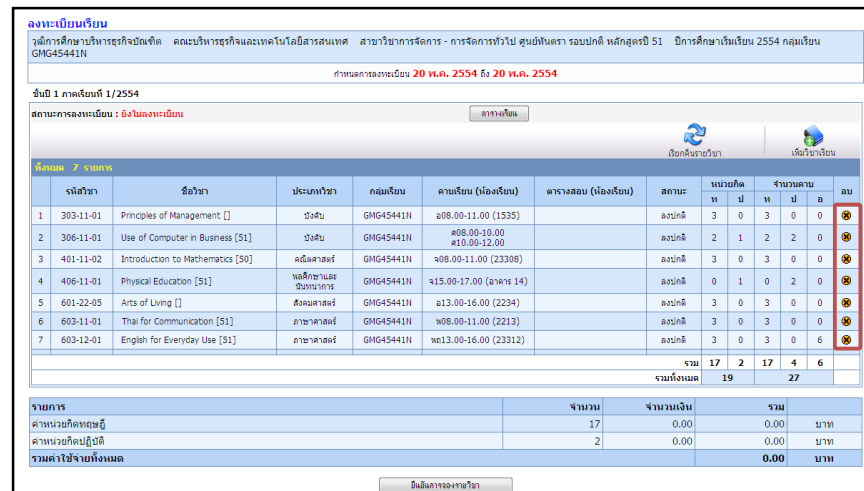 ลงทะเบียนเรียน
วุฒิการศึกษาบริหารธุรกิจบัณฑิต คณะบริหารธุรกิจและเทคโนโลยีสารสนเทศ สาขาวิชาการจัดการ - การจัดการทั่วไป ศูนย์หันตรา รอบปกติ หลักสูตรปี 51 ปีการศึกษาเริ่มเรียน 2554 กลุ่มเรียน
GMG45441N
กำหนดการลงทะเบียน 20 พ.ค. 2554 ถึง 20 พ.ค. 2554
ชั้นปี 1 ภาคเรียนที่ 1/2554
สถานะการลงทะเบียน : ยังไม่ลงทะเบียน ตารางเรียน
เรียกคืนรายวิชา เพิ่มวิชาเรียน
ทั้งหมด 7 รายการ
รหัสวิชา ชื่อวิชา ประเภทวิชา กลุ่มเรียน คาบเรียน (ห้องเรียน) ตารางสอบ (ห้องเรียน) สถานะ หน่วยกิต จำนวนคาบ ลบ
ท ป ท ป อ
1 303-11-01 Principles of Management [] บังคับ GMG45441N อ08.00-11.00 (1535) ลงปกติ 3 0 3 0 0
2 306-11-01 Use of Computer in Business [51] บังคับ GMG45441N ศ08.00-10.00 ศ10.00-12.00 ลงปกติ 2 1 2 2 0
3 401-11-02 Introduction to Mathematics [50] คณิตศาสตร์ GMG45441N จ08.00-11.00 (23308) ลงปกติ 3 0 3 0 0
4 406-11-01 Physical Education [51] พลศึกษาและนันทนาการ GMG45441N จ15.00-17.00 (อาคาร 14) ลงปกติ 0 1 0 2 0
5 601-22-05 Arts of Living [] สังคมศาสตร์ GMG45441N อ13.00-16.00 (2234) ลงปกติ 3 0 3 0 0
6 603-11-01 Thai for Communication [51] ภาษาศาสตร์ GMG45441N พ08.00-11.00 (2213) ลงปกติ 3 0 3 0 0
7 603-12-01 English for Everyday Use [51] ภาษาศาสตร์ GMG45441N พฤ13.00-16.00 (23312) ลงปกติ 3 0 3 0 6
รวม 17 2 17 4 6
รวมทั้งหมด 19 27
รายการ จำนวน จำนวนเงิน รวม
ค่าหน่วยกิตทฤษฎี 17 0.00 0.00 บาท
ค่าหน่วยกิตปฏิบัติ 2 0.00 0.00 บาท
รวมค่าใช้จ่ายทั้งหมด 0.00 บาท
ยืนยันการจองรายวิชา